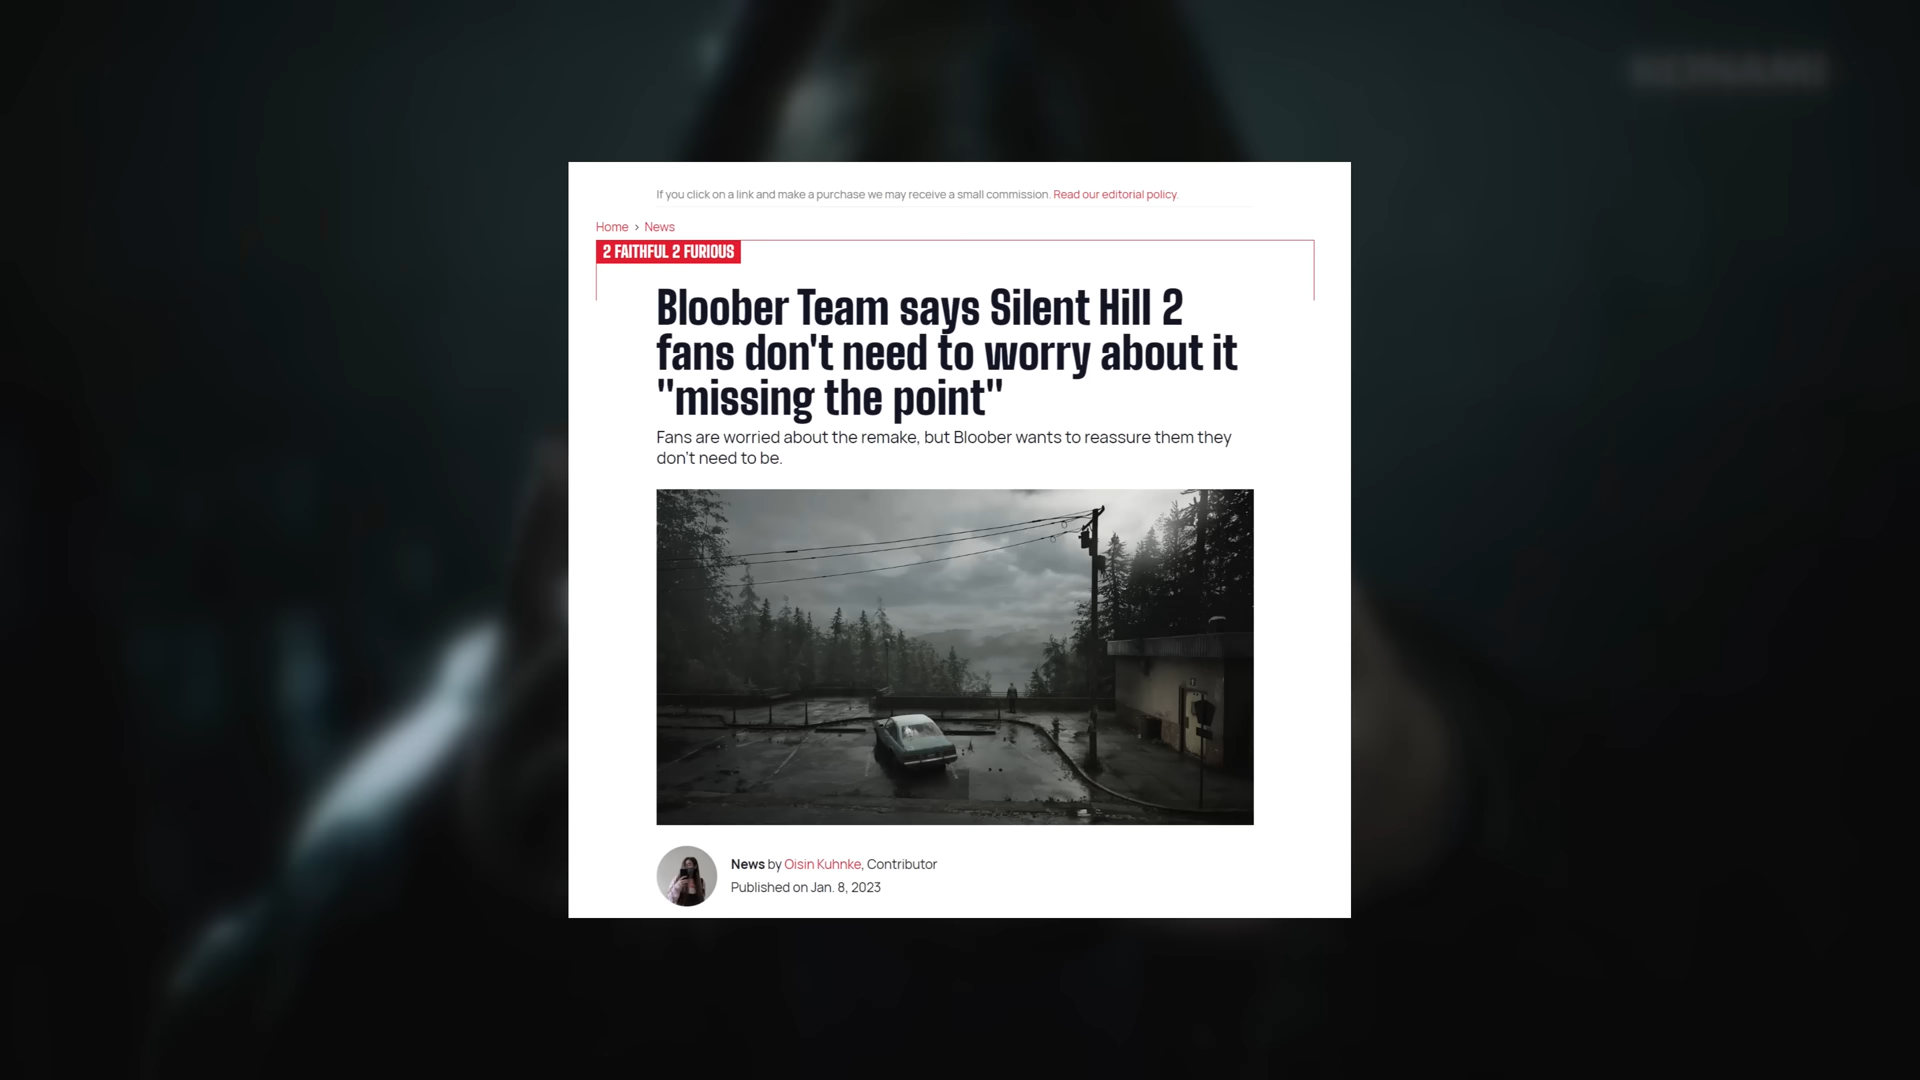 KONAMI
If you click on a link and make a purchase we may receive a small commission. Read our editorial policy.
Home > News
2 FAITHFUL 2 FURIOUS
Bloober Team says Silent Hill 2
fans don't need to worry about it
"missing the point"
Fans are worried about the remake, but Bloober wants to reassure them they
don't need to be.
News by Oisin Kuhnke, Contributor
Published on Jan. 8, 2023